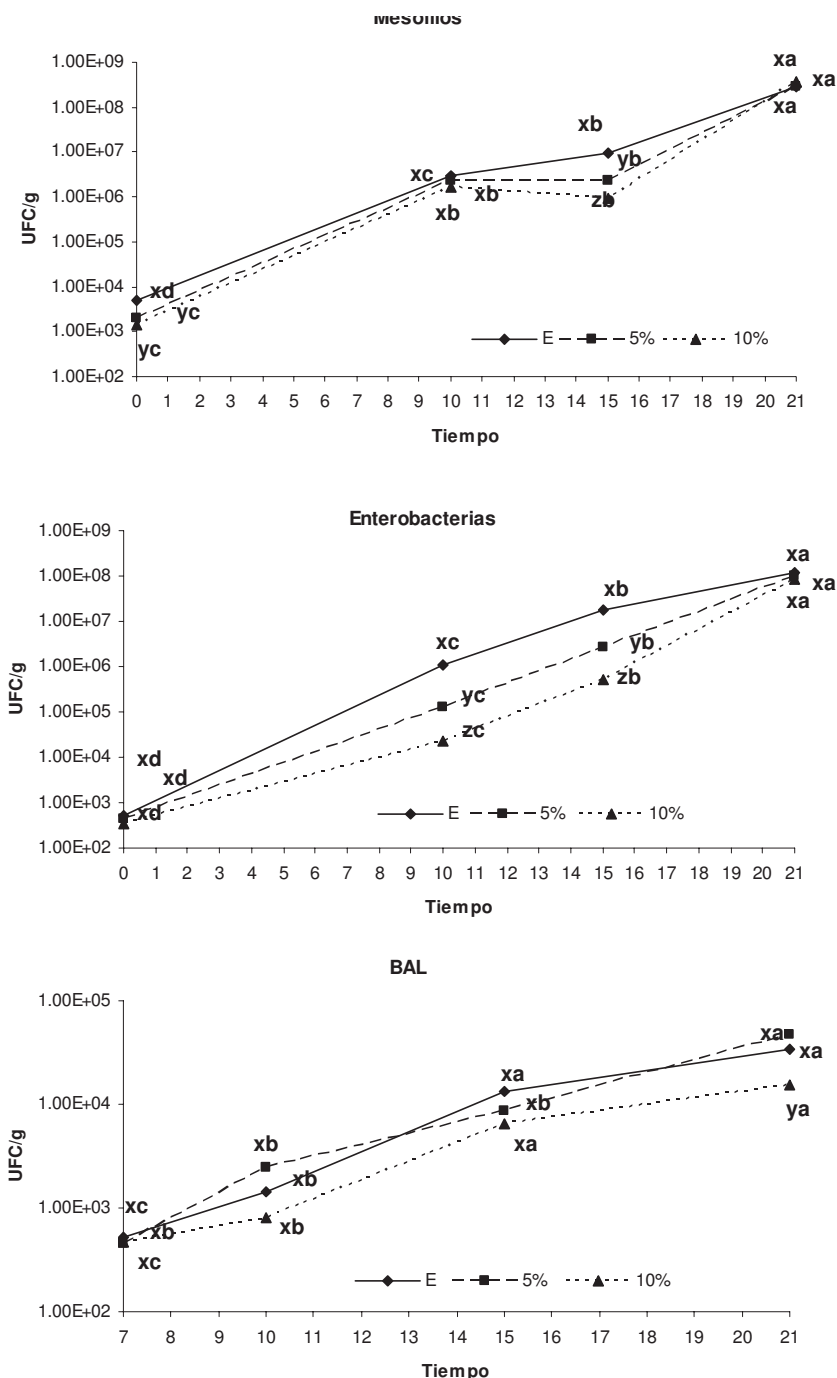 Mesófilos
1.00E+09
xa
xa
1.00E+08
xa
xb
1.00E+07
yb
xc
1.00E+06
xb
zb
xb
UFC/g
1.00E+05
1.00E+04
xd
yc
1.00E+03
yc
E 5% 10%
1.00E+02
0 1 2 3 4 5 6 7 8 9 10 11 12 13 14 15 16 17 18 19 20 21
Tiempo
Enterobacterias
1.00E+09
xa
1.00E+08
xa
xb
xa
1.00E+07
xc
yb
1.00E+06
zb
UFC/g
yc
1.00E+05
zc
1.00E+04
xd
xd
1.00E+03
xd
E 5% 10%
1.00E+02
0 1 2 3 4 5 6 7 8 9 10 11 12 13 14 15 16 17 18 19 20 21
Tiempo
BAL
1.00E+05
xa
xa
xa
1.00E+04
xb
ya
xa
UFC/g
xb
xb
1.00E+03
xc
xb
xb
xc
E 5% 10%
1.00E+02
7 8 9 10 11 12 13 14 15 16 17 18 19 20 21
Tiempo